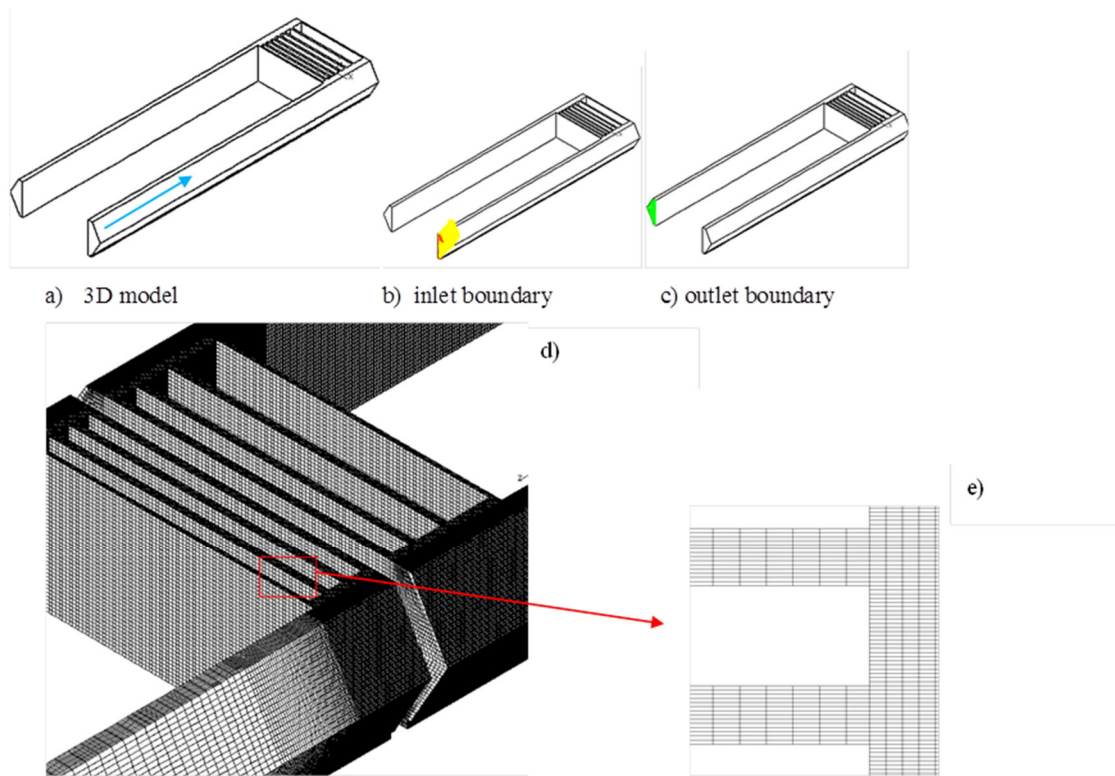 a) 3D model
b) inlet boundary
c) outlet boundary
d)
z
e)